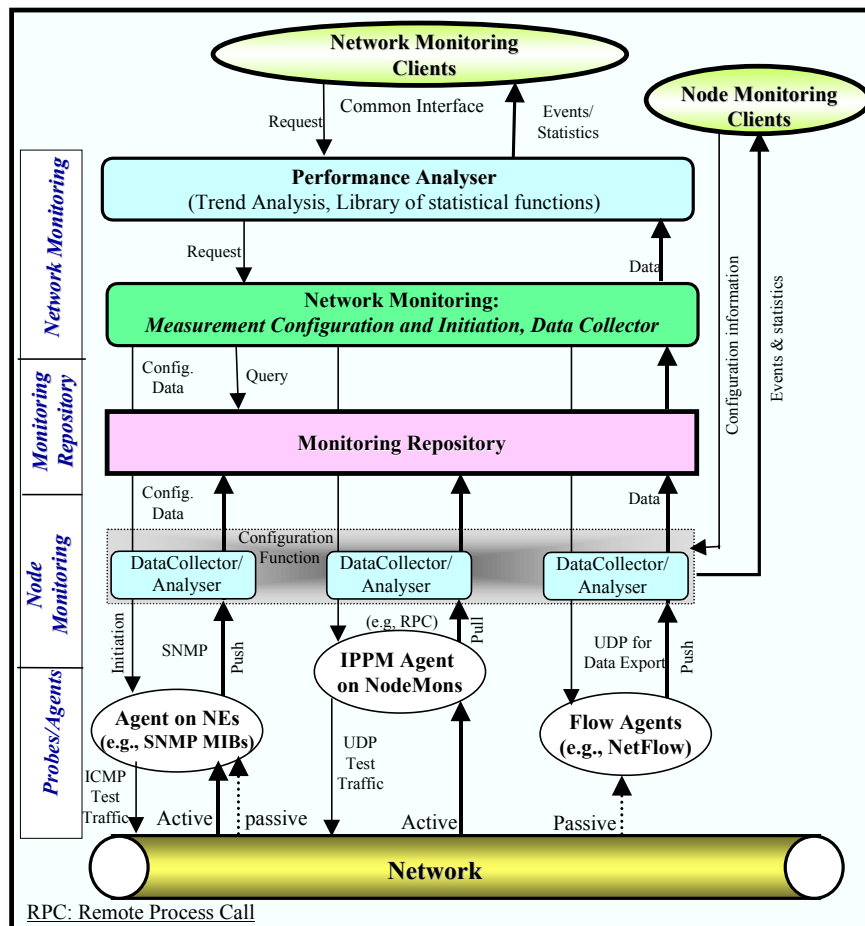 Network Monitoring
Clients
Node Monitoring
Clients
Common Interface
Request
Events/
Statistics
Network Monitoring
Performance Analyser
(Trend Analysis, Library of statistical functions)
Request
Data
Network Monitoring:
Measurement Configuration and Initiation, Data Collector
Configuration information
Events & statistics
Monitoring
Repository
Config.
Data
Query
Monitoring Repository
Node
Monitoring
Config.
Data
Data
Configuration
Function
DataCollector/
Analyser
DataCollector/
Analyser
DataCollector/
Analyser
Initiation
SNMP
Push
(e.g, RPC)
Pull
UDP for
Data Export
Push
Probes/Agents
IPPM Agent
on NodeMons
Agent on NEs
(e.g., SNMP MIBs)
Flow Agents
(e.g., NetFlow)
ICMP
Test
Traffic
UDP
Test
Traffic
Active
passive
Active
Passive
Network
RPC: Remote Process Call